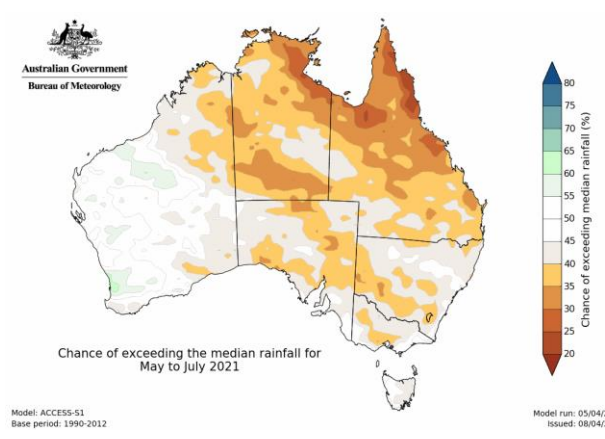 Australian Government
Bureau of Meteorology
80
75
70
65
60
55
50
45
40
35
30
25
20
Chance of exceeding median rainfall (%)
Chance of exceeding the median rainfall for
May to July 2021
Model: ACCESS-S1
Base period: 1990-2012
Model run: 05/04/2
Issued: 08/04/2